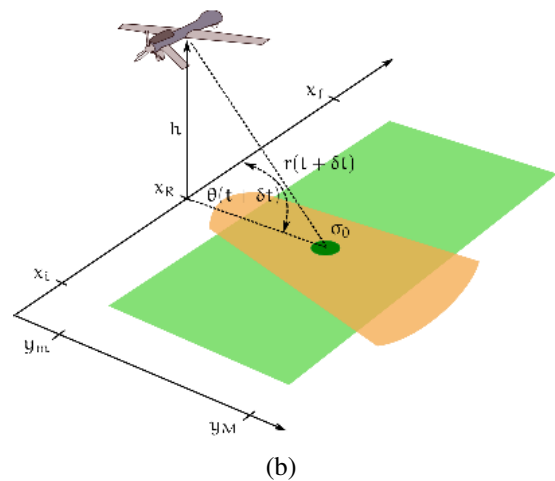 x_f
h
r(t + δt)
x_R
θ(t δt)
σ_0
x_i
y_m
y_M
(b)